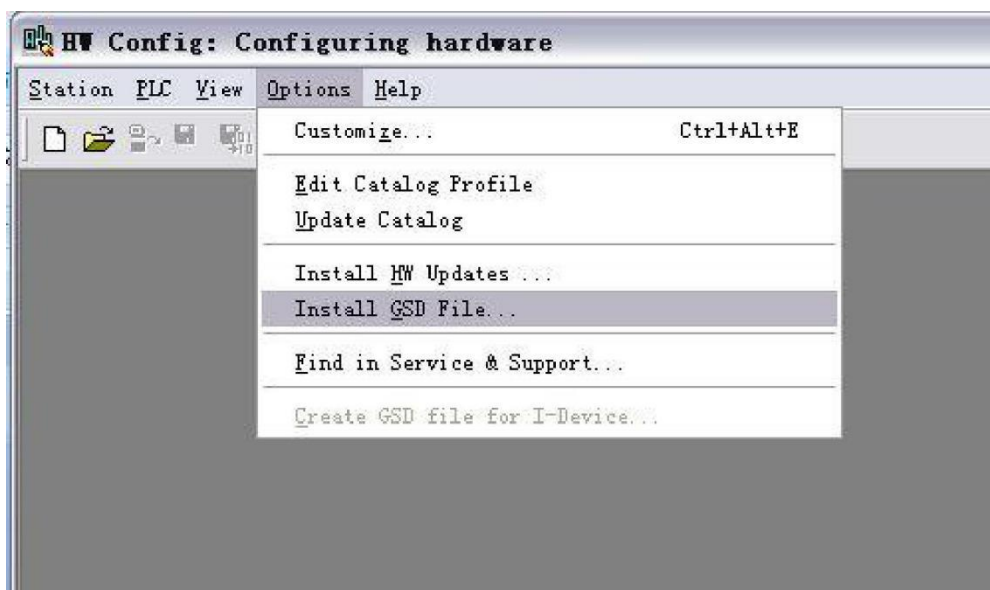 HW Config: Configuring hardware
Station PLC View Options Help
Customize... Ctrl+Alt+E
Edit Catalog Profile
Update Catalog
Install HW Updates ...
Install GSD File...
Find in Service & Support...
Create GSD file for I-Device...